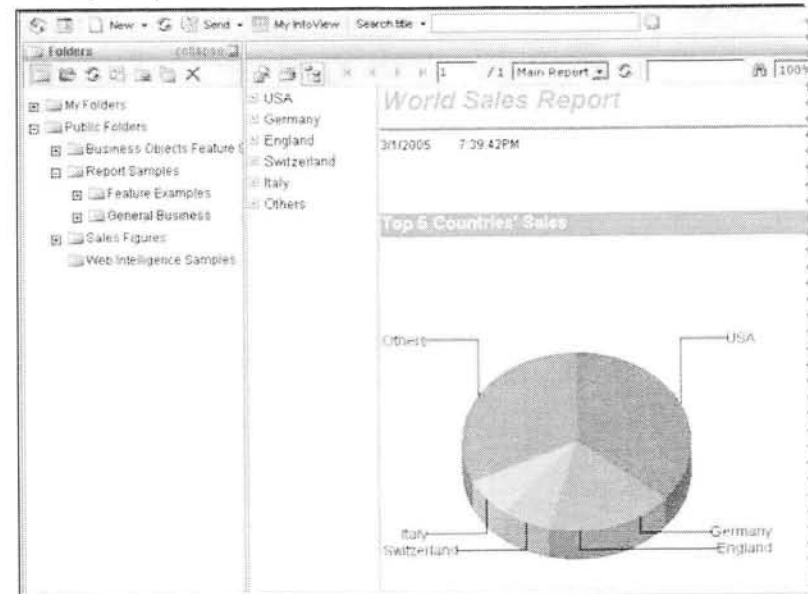 New Send My InfoView Search title
Folders collapse
1 / 1 Main Report 100%
My Folders
Public Folders
Business Objects Feature S
Report Samples
Feature Examples
General Business
Sales Figures
Web Intelligence Samples
USA
Germany
England
Switzerland
Italy
Others
World Sales Report
3/1/2005 7:39:42PM
Top 5 Countries' Sales
Others
USA
Italy
Switzerland
Germany
England